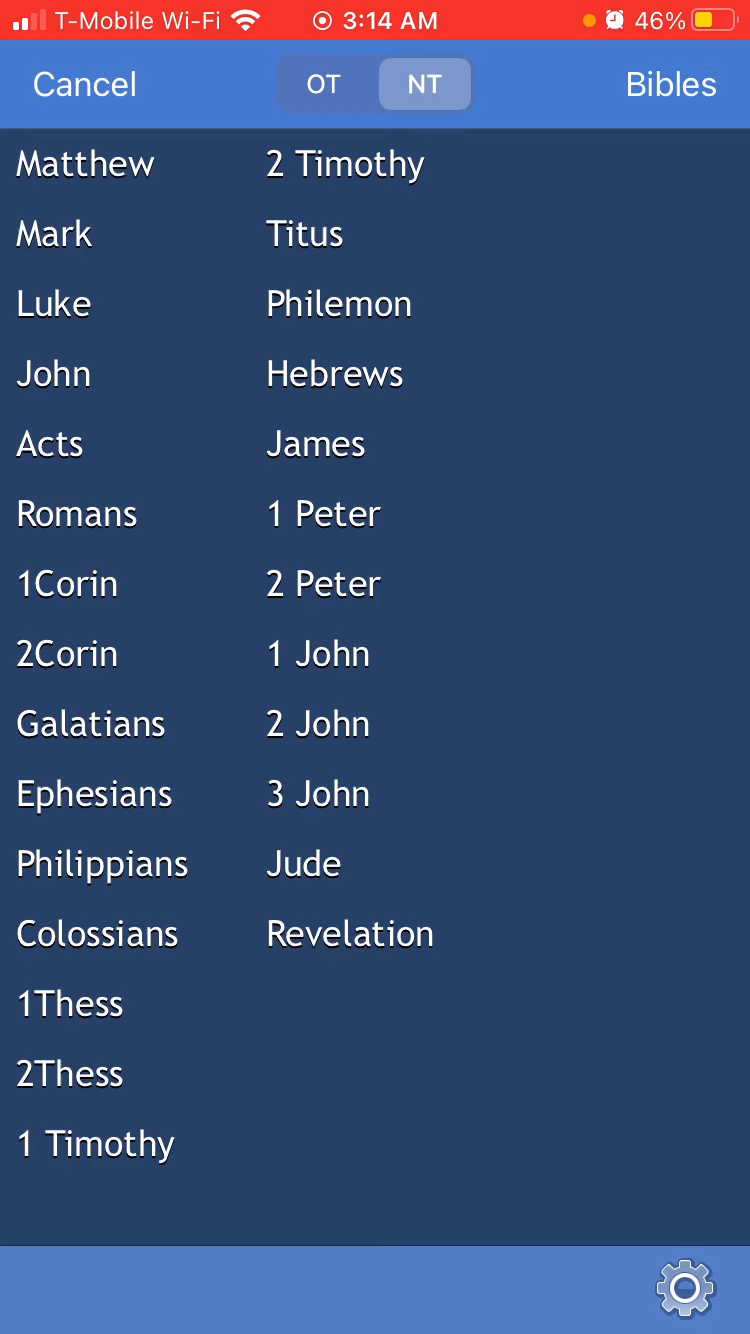 T-Mobile Wi-Fi 3:14 AM 46%
Cancel OT NT Bibles
Matthew
Mark
Luke
John
Acts
Romans
1Corin
2Corin
Galatians
Ephesians
Philippians
Colossians
1Thess
2Thess
1 Timothy
2 Timothy
Titus
Philemon
Hebrews
James
1 Peter
2 Peter
1 John
2 John
3 John
Jude
Revelation